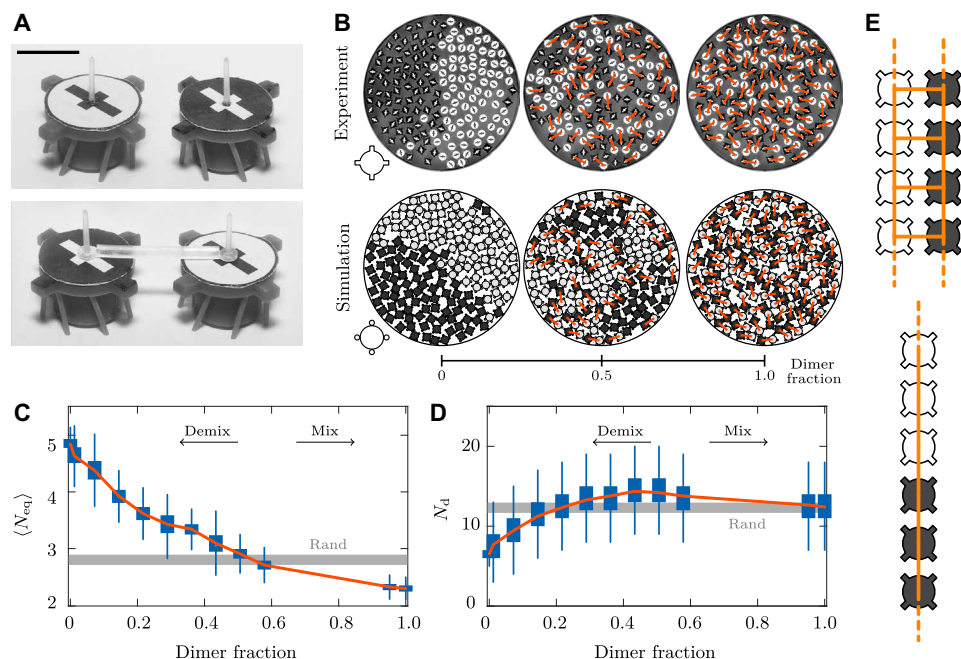 A
B
Experiment
Simulation
0
0.5
1.0
Dimer
fraction
E
C
5
4
3
2
⟨N_eq⟩
Demix
Mix
Rand
0
0.2
0.4
0.6
0.8
1.0
Dimer fraction
D
20
10
0
N_d
Demix
Mix
Rand
0
0.2
0.4
0.6
0.8
1.0
Dimer fraction